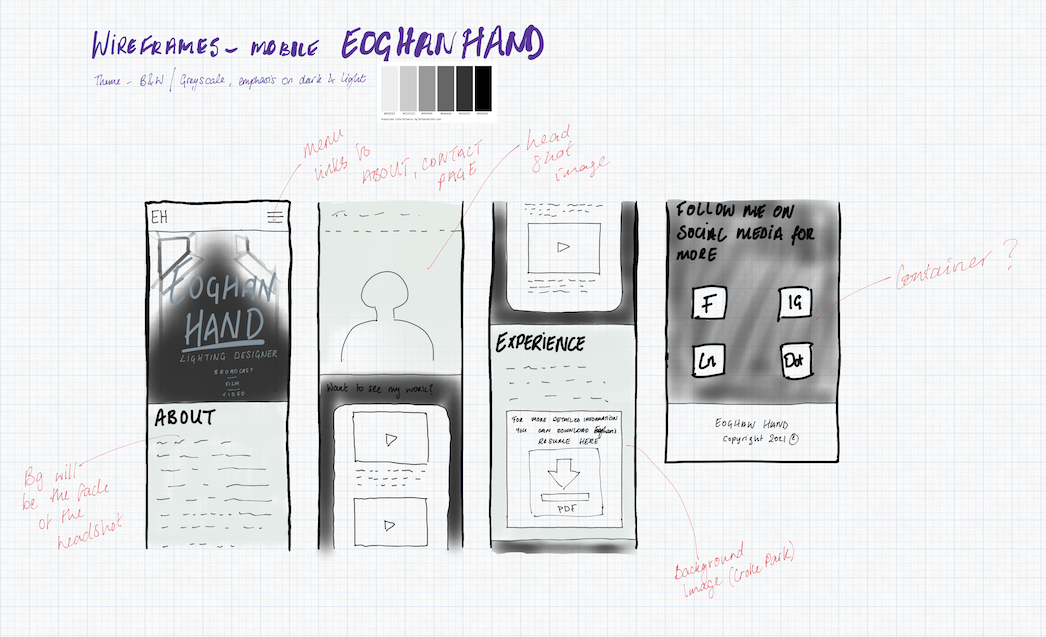 WIREFRAMES - MOBILE EOGHAN HAND
Theme - B&W / Greyscale, emphasis on dark & light
menu
links to
ABOUT, CONTACT
PAGE
head
shot
image
EH
EOGHAN
HAND
LIGHTING DESIGNER
BROADCAST
FILM
VIDEO
ABOUT
Bg will
be the fade
of the
headshot
Want to see my work?
EXPERIENCE
FOR MORE DETAILED INFORMATION
YOU CAN DOWNLOAD Eoghan's
RESUME HERE
PDF
Background
image (Croke Park)
FOLLOW ME ON
SOCIAL MEDIA FOR
MORE
F
IG
Ln
Dot
Container ?
EOGHAN HAND
Copyright 2021 ©